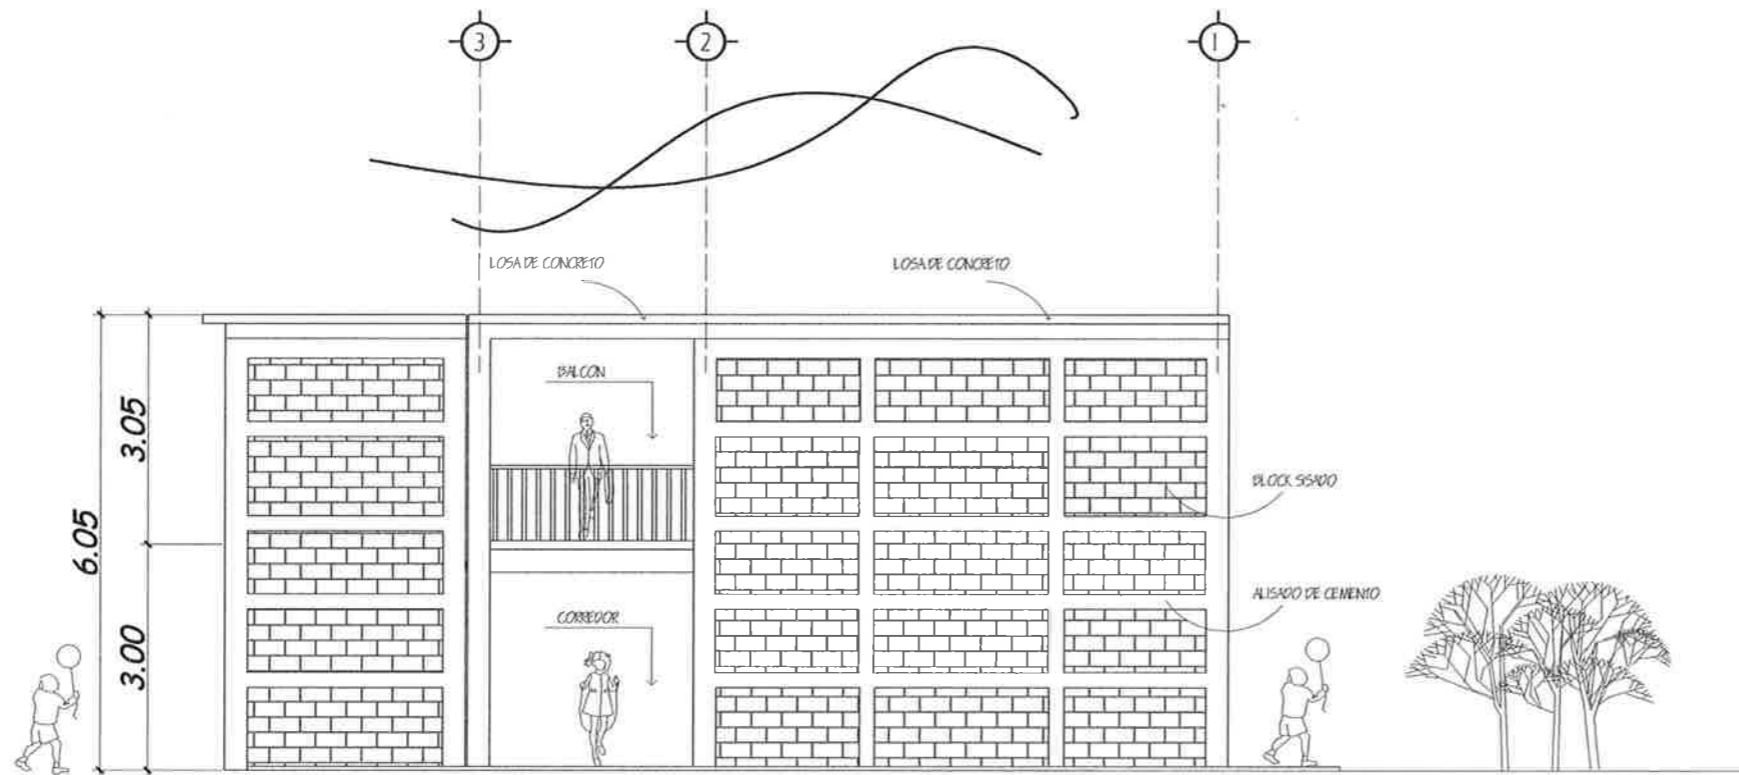 3
2
1
LOSA DE CONCRETO
LOSA DE CONCRETO
BALCON
3.05
BLOCK SISADO
6.05
ALISADO DE CEMENTO
CORREDOR
3.00